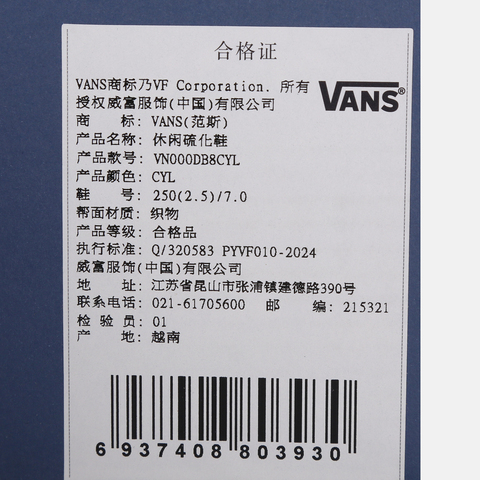 合格证
VANS商标乃VF Corporation. 所有
授权威富服饰(中国)有限公司
VANS®
商 标: VANS(范斯)
产品名称: 休闲硫化鞋
产品款号: VN000DB8CYL
产品颜色: CYL
鞋 号: 250(2.5)/7.0
帮面材质: 织物
产品等级: 合格品
执行标准: Q/320583 PYVF010-2024
威富服饰(中国)有限公司
地 址: 江苏省昆山市张浦镇建德路390号
联系电话: 021-61705600 邮 编: 215321
检 验 员: 01
产 地: 越南
6 937408 803930